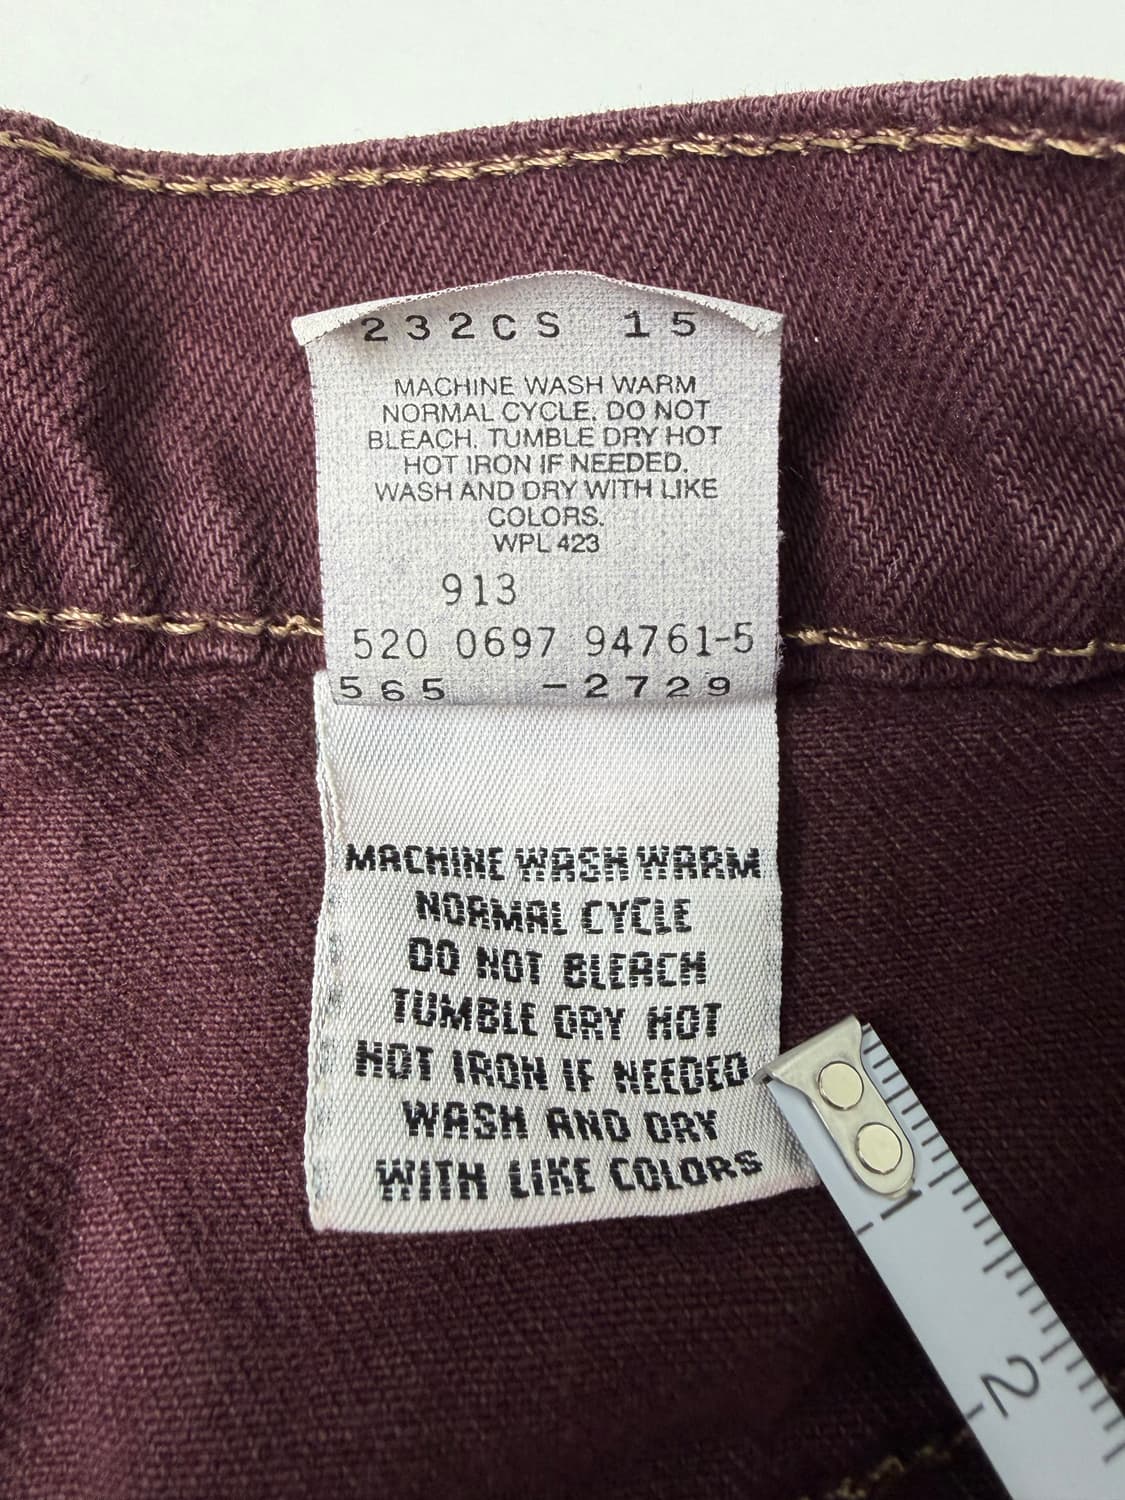 232CS 15
MACHINE WASH WARM
NORMAL CYCLE. DO NOT
BLEACH. TUMBLE DRY HOT
HOT IRON IF NEEDED.
WASH AND DRY WITH LIKE
COLORS.
WPL 423
913
520 0697 94761-5
565 -2729
MACHINE WASH WARM
NORMAL CYCLE
DO NOT BLEACH
TUMBLE DRY HOT
HOT IRON IF NEEDED
WASH AND DRY
WITH LIKE COLORS
1
2